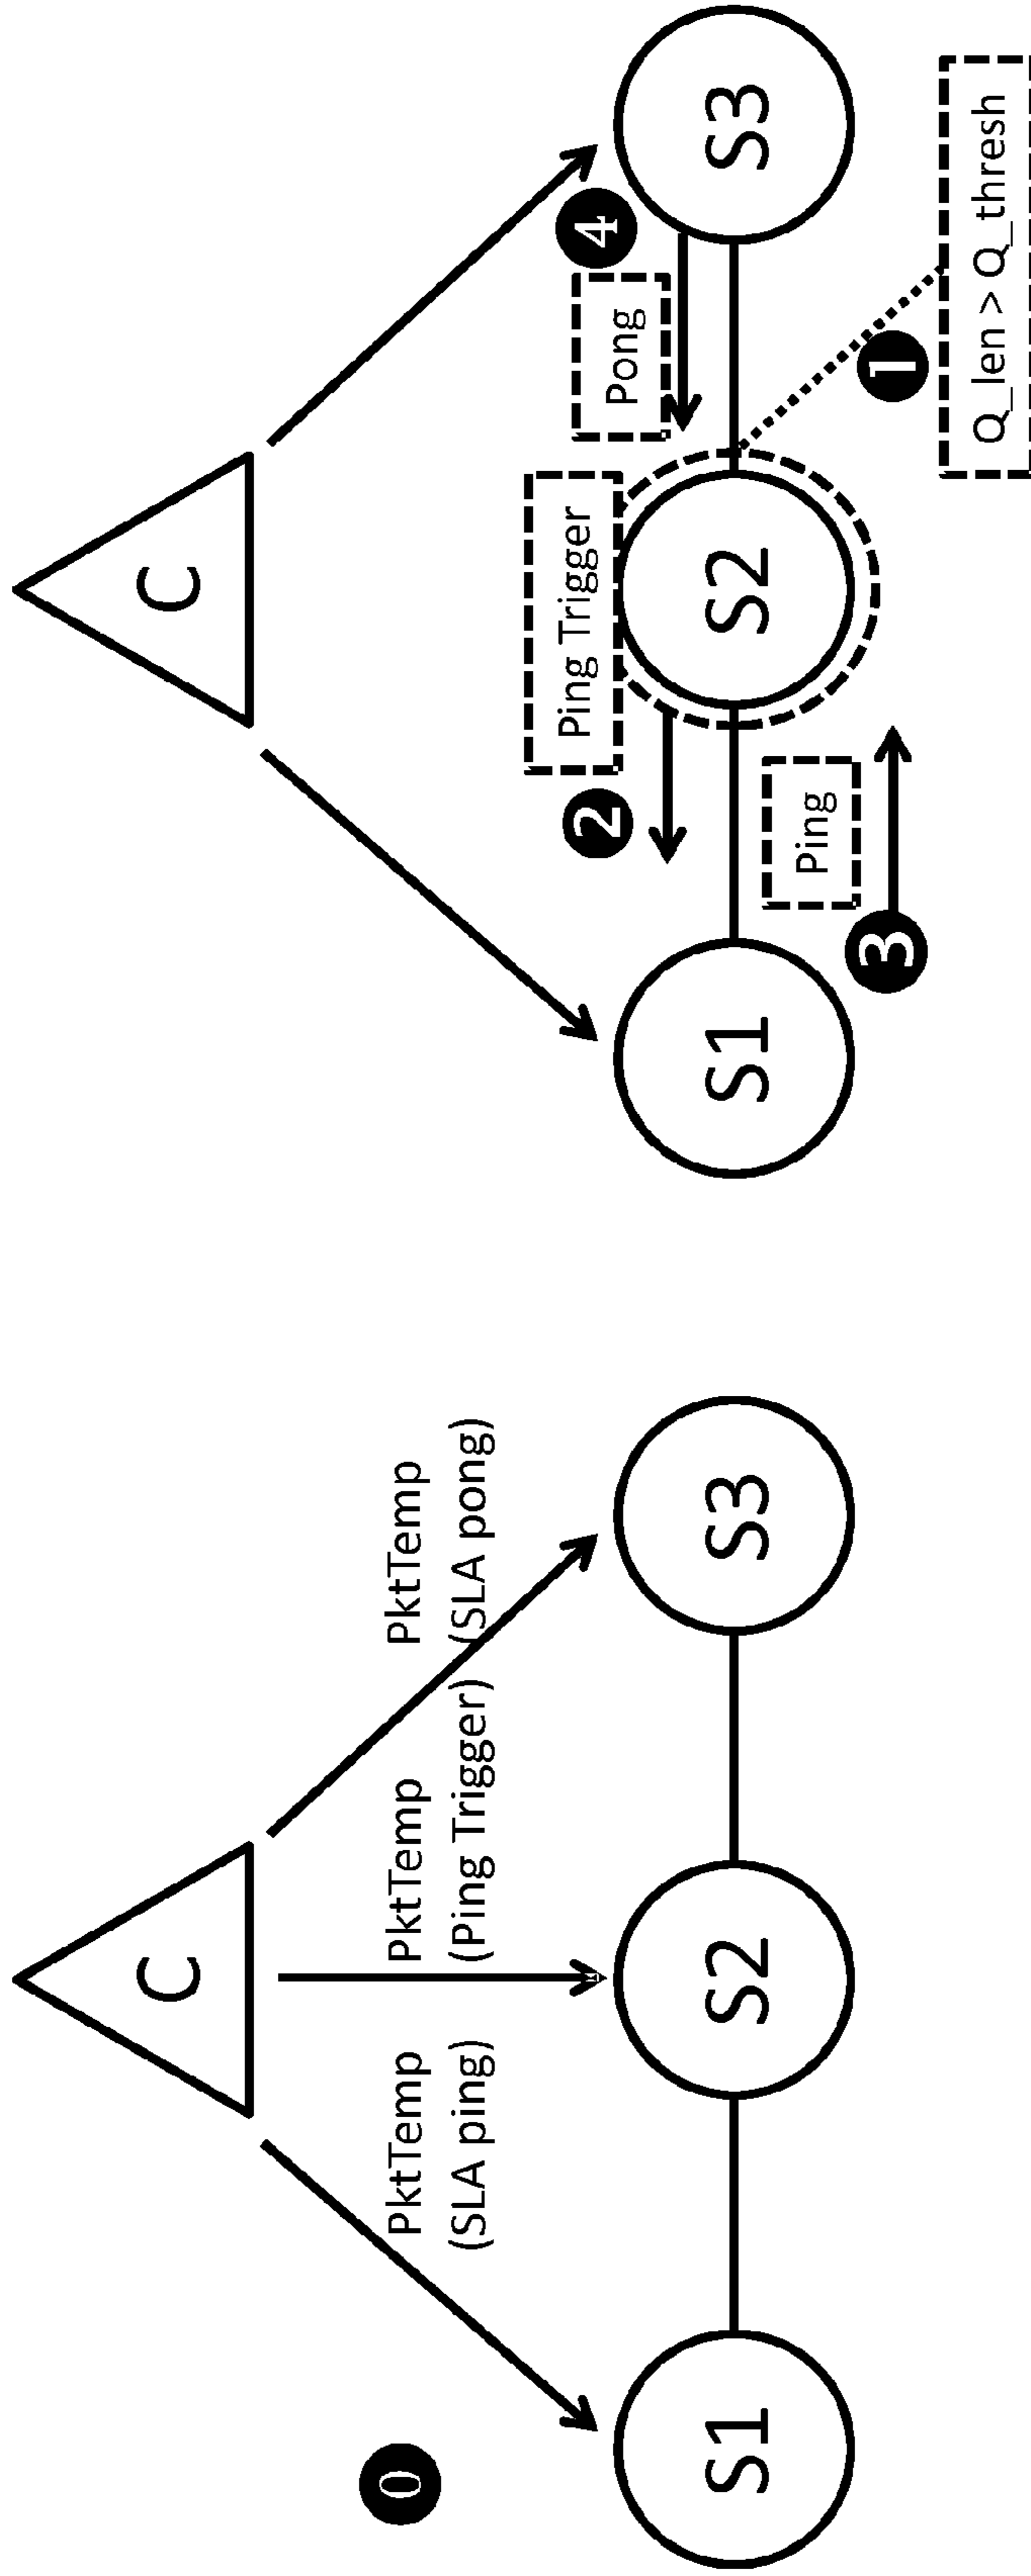 0
C
PktTemp
(SLA ping)
PktTemp
(Ping Trigger)
PktTemp
(SLA pong)
S1
S2
S3
C
2
Ping Trigger
Pong
4
S1
S2
S3
3
Ping
1
Q_len > Q_thresh